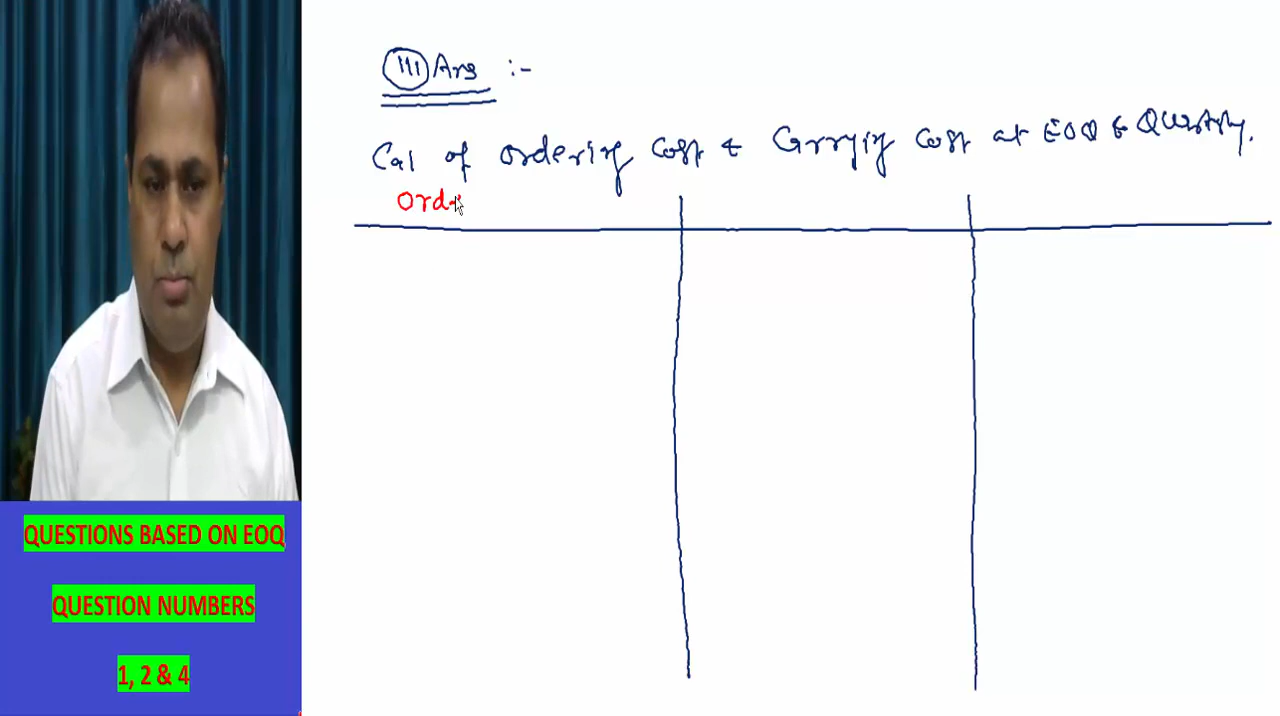 III Ans :-
Cal of ordering cost & Carrying cost at EOQ & Quantity.
Orde
QUESTIONS BASED ON EOQ
QUESTION NUMBERS
1, 2 & 4